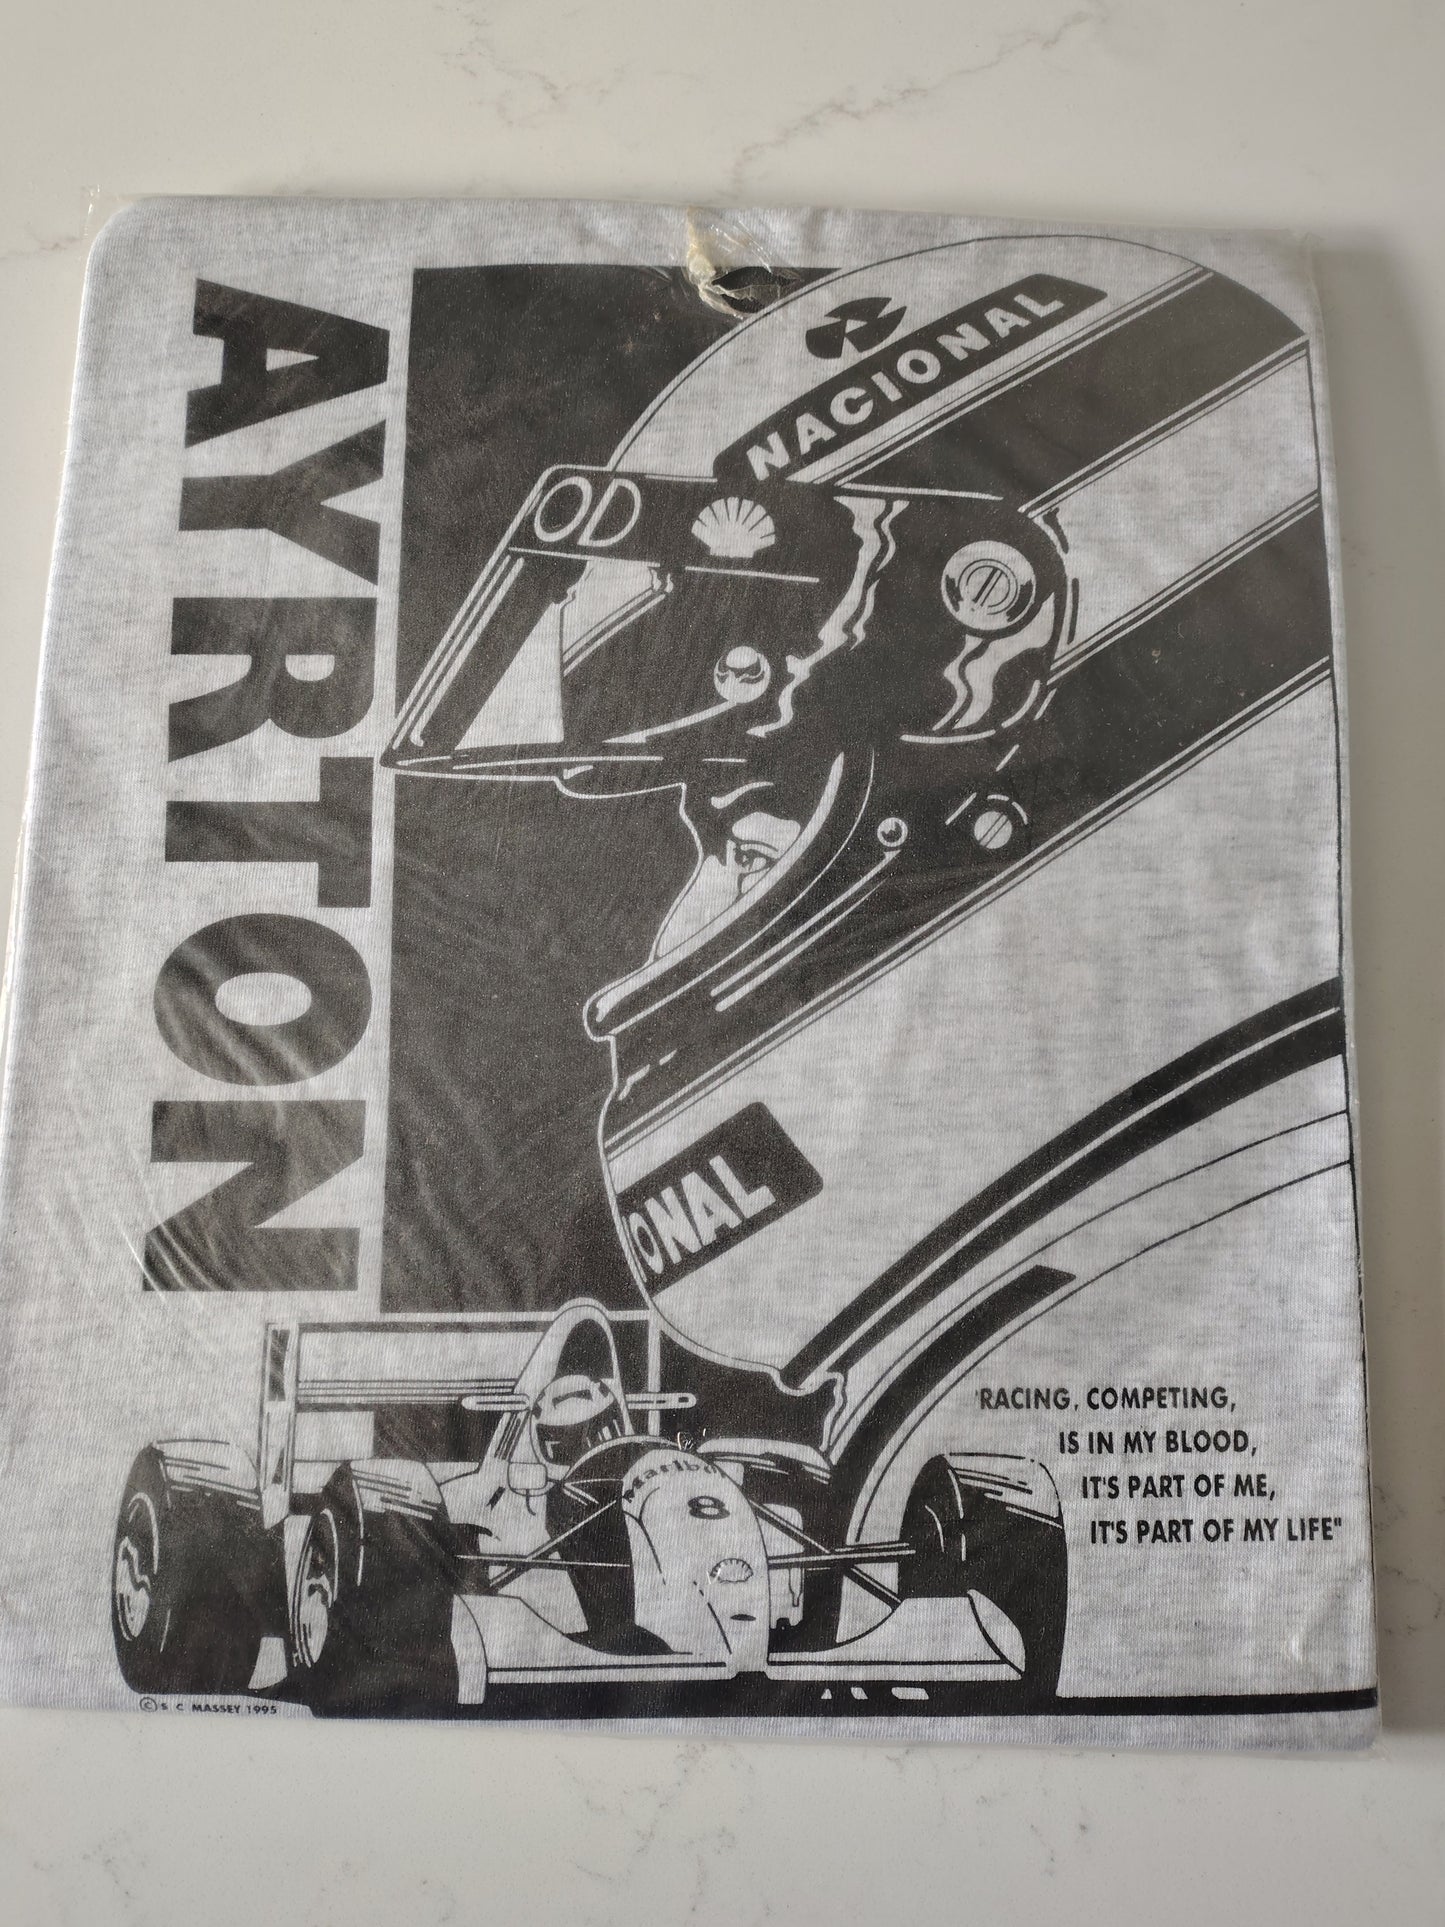 AYRTON
NACIONAL
OD
ONAL
'RACING, COMPETING,
IS IN MY BLOOD,
IT'S PART OF ME,
IT'S PART OF MY LIFE"
8
© S C MASSEY 1995